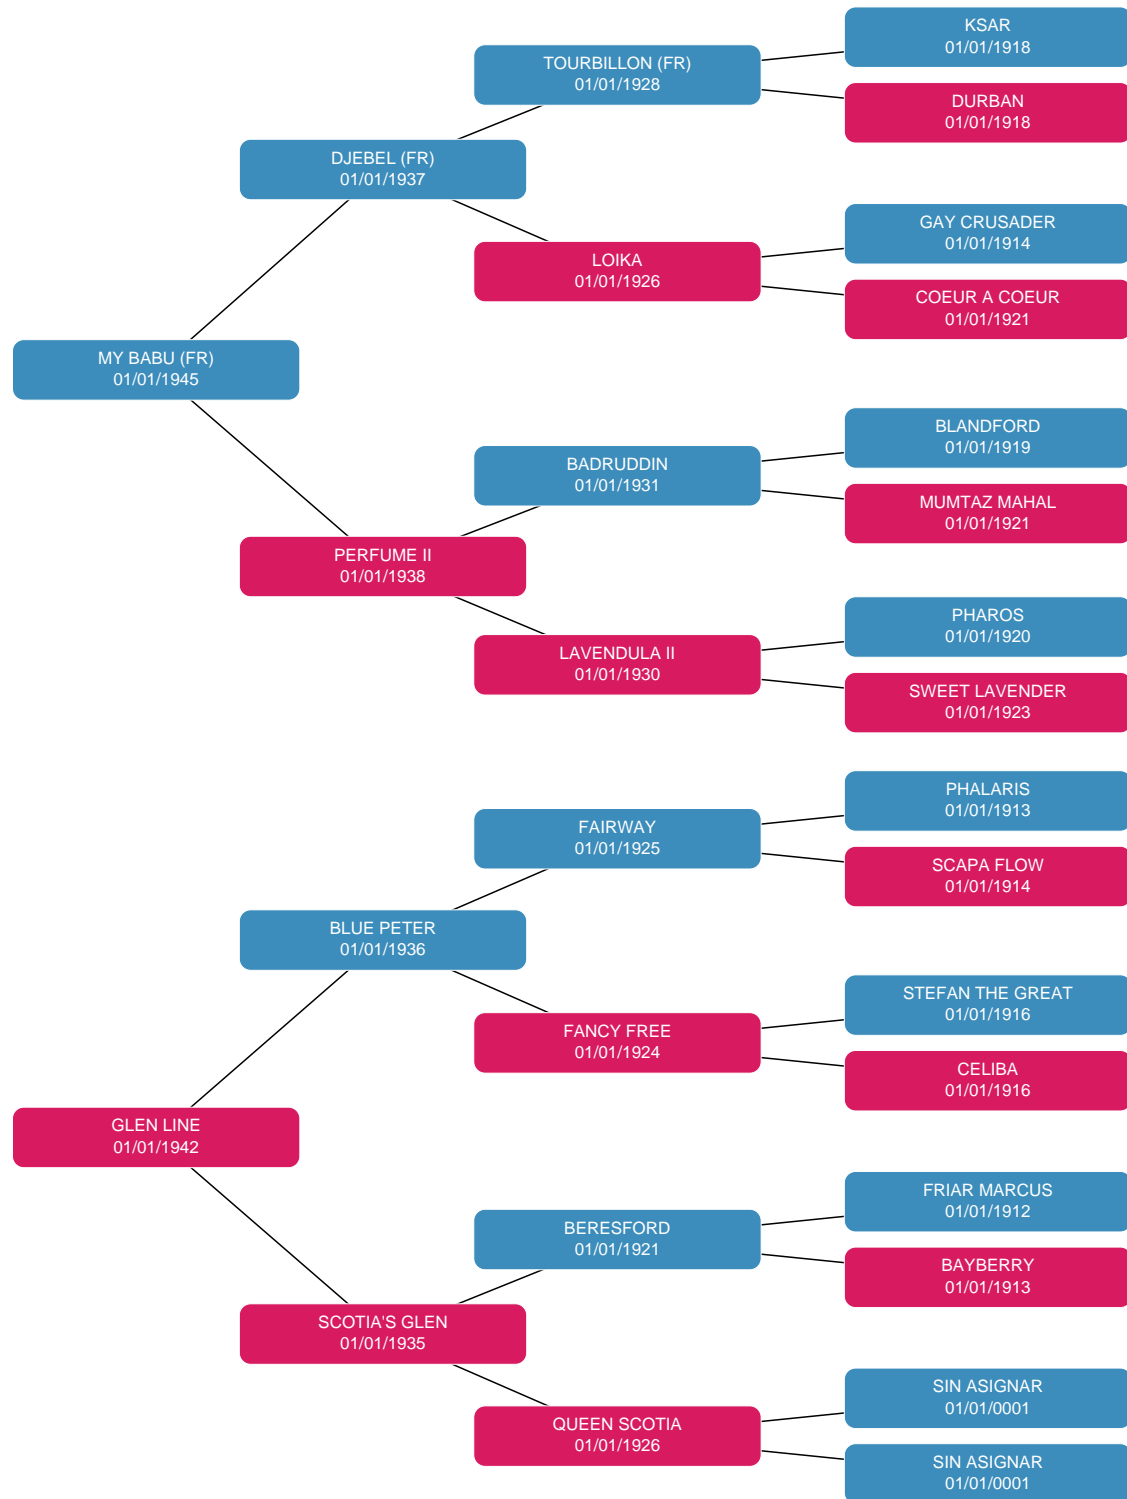 KSAR
01/01/1918
TOURBILLON (FR)
01/01/1928
DURBAN
01/01/1918
DJEBEL (FR)
01/01/1937
GAY CRUSADER
01/01/1914
LOIKA
01/01/1926
COEUR A COEUR
01/01/1921
MY BABU (FR)
01/01/1945
BLANDFORD
01/01/1919
BADRUDDIN
01/01/1931
MUMTAZ MAHAL
01/01/1921
PERFUME II
01/01/1938
PHAROS
01/01/1920
LAVENDULA II
01/01/1930
SWEET LAVENDER
01/01/1923
PHALARIS
01/01/1913
FAIRWAY
01/01/1925
SCAPA FLOW
01/01/1914
BLUE PETER
01/01/1936
STEFAN THE GREAT
01/01/1916
FANCY FREE
01/01/1924
CELIBA
01/01/1916
GLEN LINE
01/01/1942
FRIAR MARCUS
01/01/1912
BERESFORD
01/01/1921
BAYBERRY
01/01/1913
SCOTIA'S GLEN
01/01/1935
SIN ASIGNAR
01/01/0001
QUEEN SCOTIA
01/01/1926
SIN ASIGNAR
01/01/0001